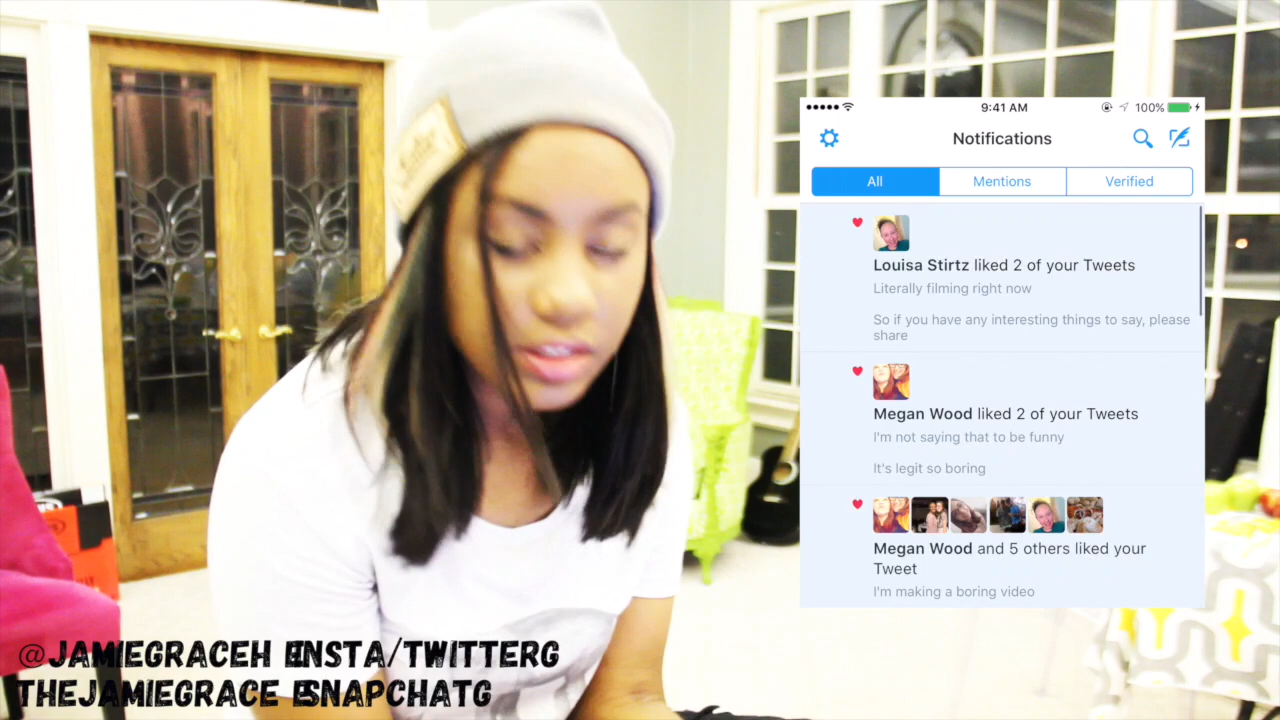 9:41 AM
100%
Notifications
All
Mentions
Verified
Louisa Stirtz liked 2 of your Tweets
Literally filming right now
So if you have any interesting things to say, please
share
Megan Wood liked 2 of your Tweets
I'm not saying that to be funny
It's legit so boring
Megan Wood and 5 others liked your
Tweet
I'm making a boring video
@JAMIEGRACEH [INSTA/TWITTER]
THEJAMIEGRACE [SNAPCHAT]